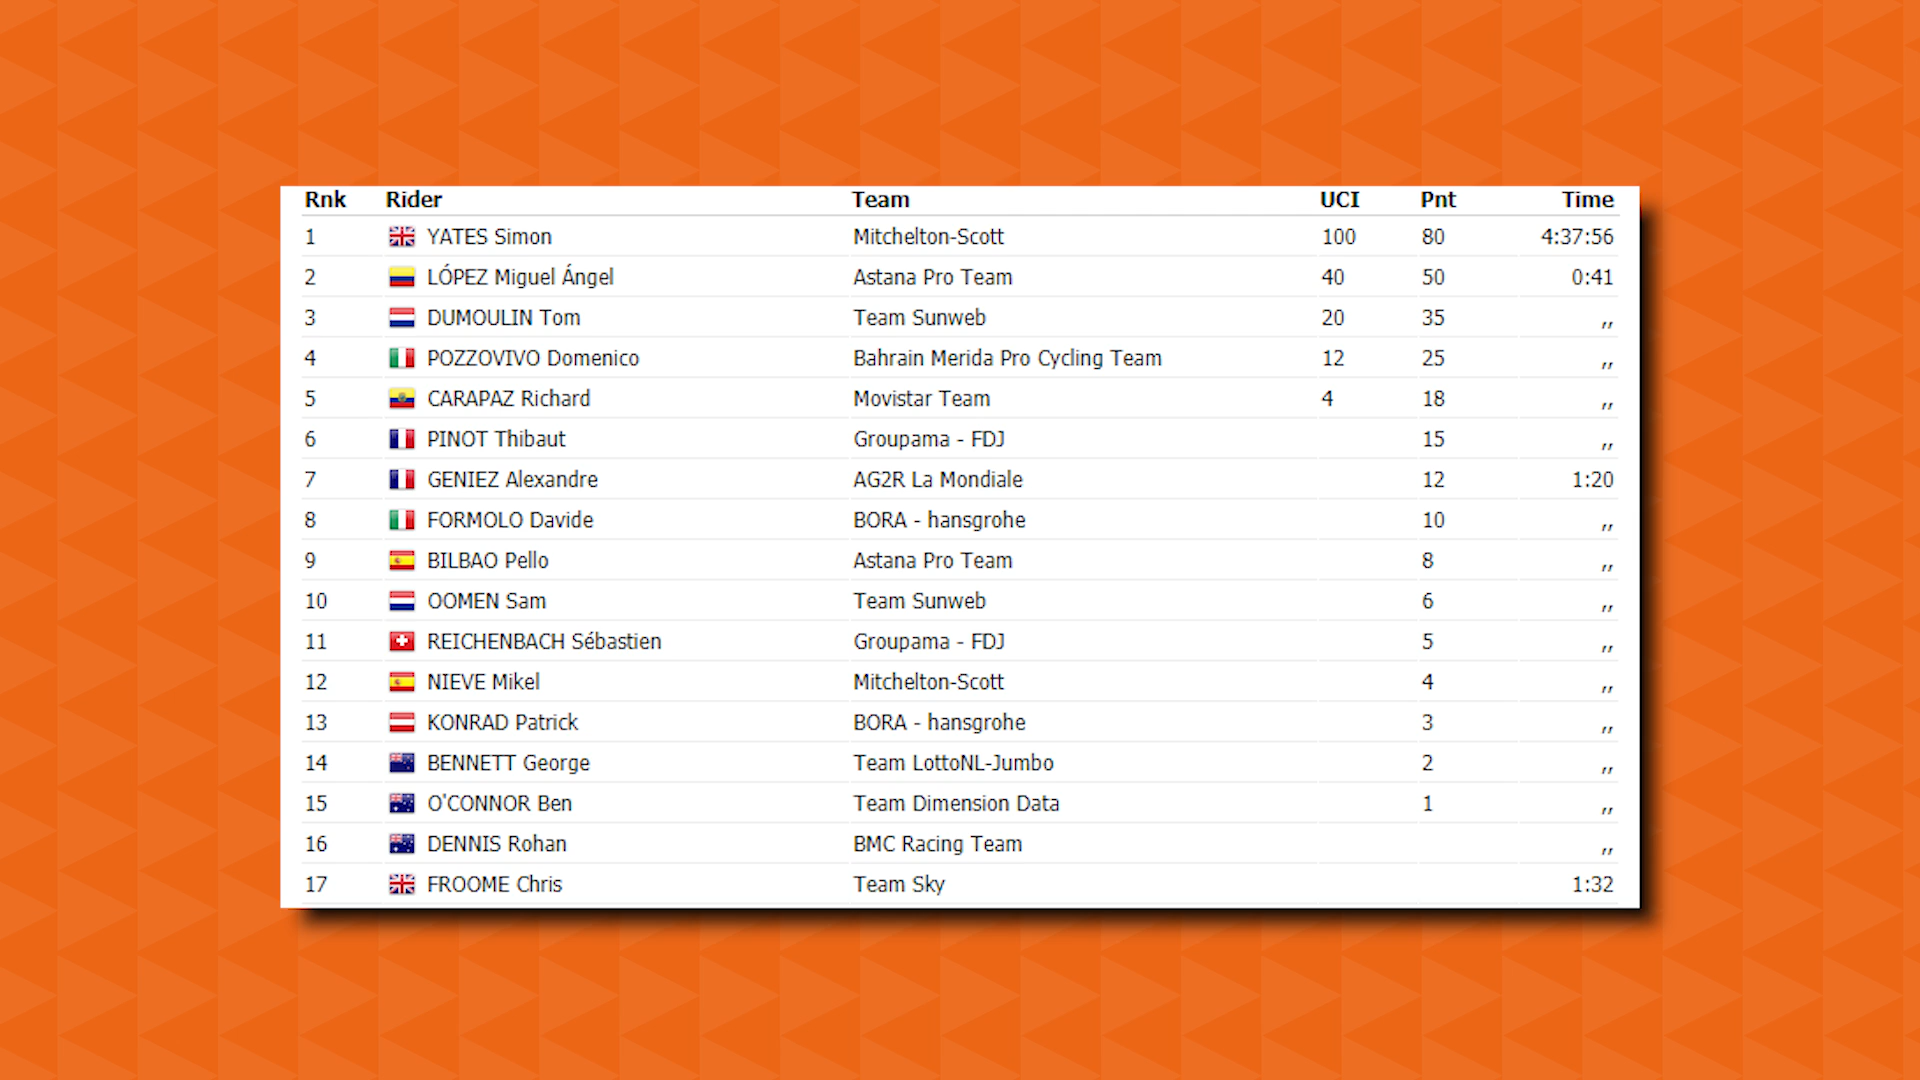 Rnk Rider Team UCI Pnt Time
1 YATES Simon Mitchelton-Scott 100 80 4:37:56
2 LÓPEZ Miguel Ángel Astana Pro Team 40 50 0:41
3 DUMOULIN Tom Team Sunweb 20 35 ,,
4 POZZOVIVO Domenico Bahrain Merida Pro Cycling Team 12 25 ,,
5 CARAPAZ Richard Movistar Team 4 18 ,,
6 PINOT Thibaut Groupama - FDJ 15 ,,
7 GENIEZ Alexandre AG2R La Mondiale 12 1:20
8 FORMOLO Davide BORA - hansgrohe 10 ,,
9 BILBAO Pello Astana Pro Team 8 ,,
10 OOMEN Sam Team Sunweb 6 ,,
11 REICHENBACH Sébastien Groupama - FDJ 5 ,,
12 NIEVE Mikel Mitchelton-Scott 4 ,,
13 KONRAD Patrick BORA - hansgrohe 3 ,,
14 BENNETT George Team LottoNL-Jumbo 2 ,,
15 O'CONNOR Ben Team Dimension Data 1 ,,
16 DENNIS Rohan BMC Racing Team ,,
17 FROOME Chris Team Sky 1:32